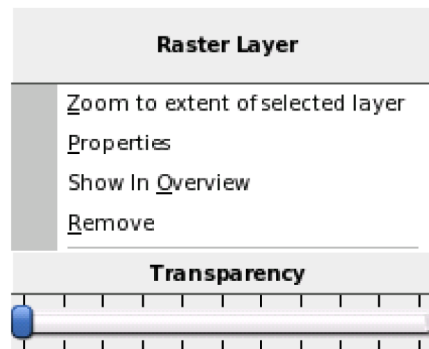 Raster Layer
Zoom to extent of selected layer
Properties
Show In Overview
Remove
Transparency